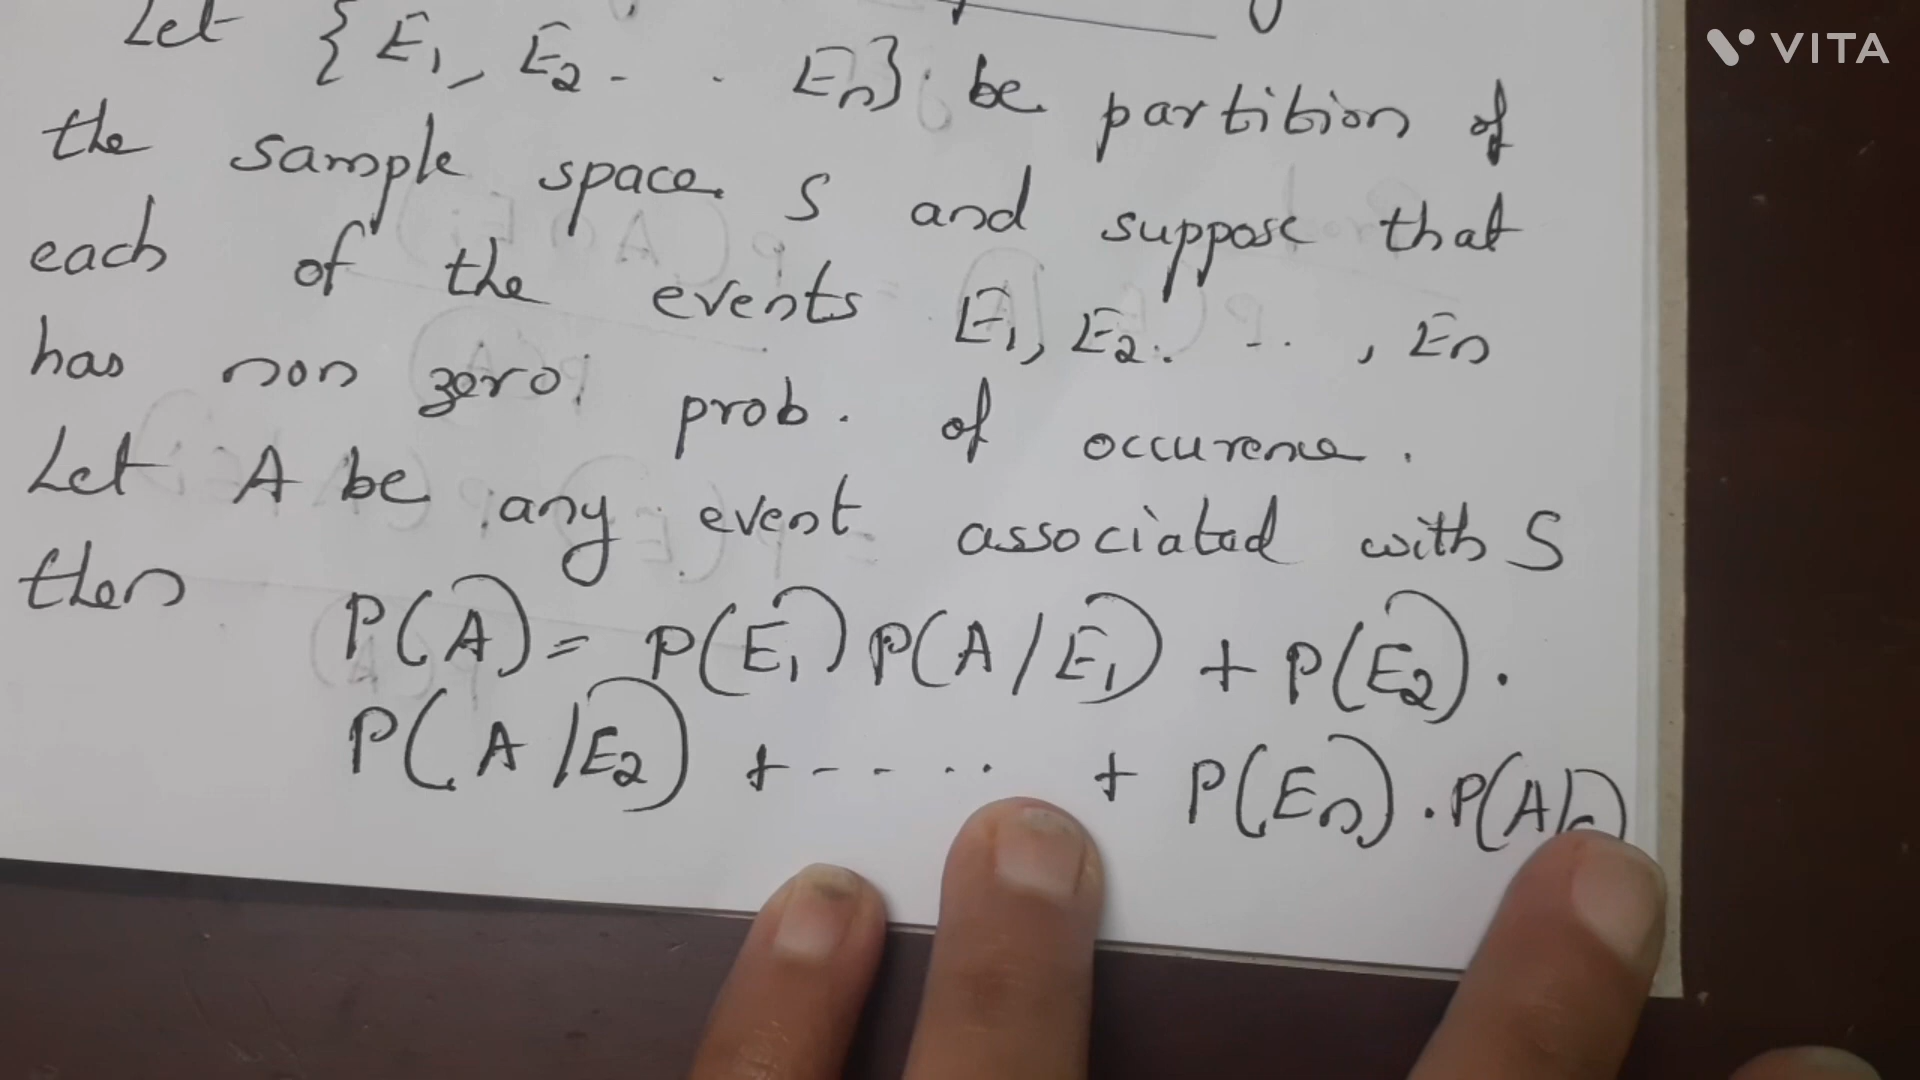 VITA
Let {E1, E2 - - En} be partition of
the sample space S and suppose that
each of the events E1, E2. .. , En
has non zero prob. of occurence.
Let A be any event associated with S
then P(A) = P(E1) P(A/E1) + P(E2).
P(A/E2) + - - .. + P(En).P(A/